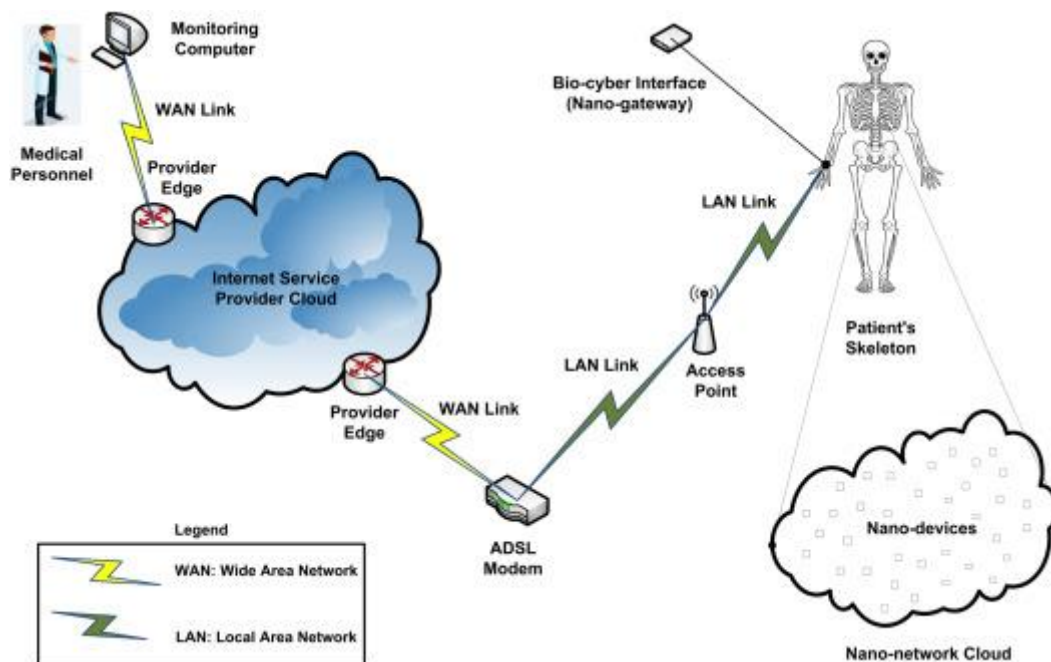 Monitoring
Computer
WAN Link
Medical
Personnel
Provider
Edge
Internet Service
Provider Cloud
Provider
Edge
WAN Link
ADSL
Modem
LAN Link
Access
Point
LAN Link
Bio-cyber Interface
(Nano-gateway)
Patient's
Skeleton
Nano-devices
Nano-network Cloud
Legend
WAN: Wide Area Network
LAN: Local Area Network